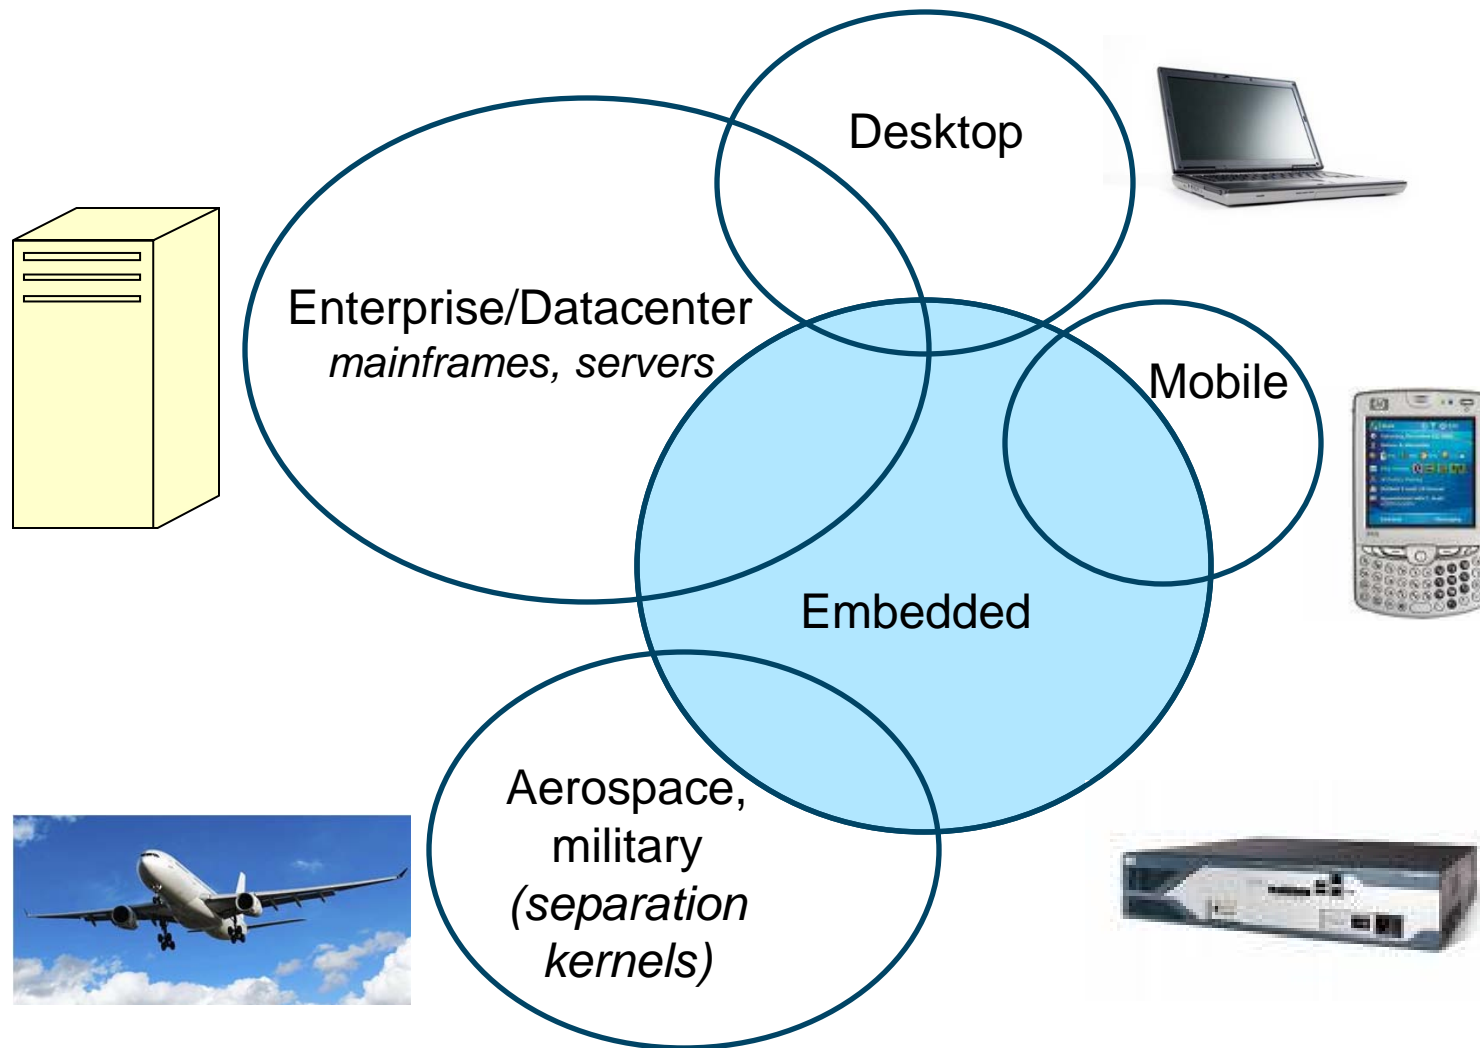 Desktop
Enterprise/Datacenter
mainframes, servers
Mobile
Embedded
Aerospace,
military
(separation
kernels)